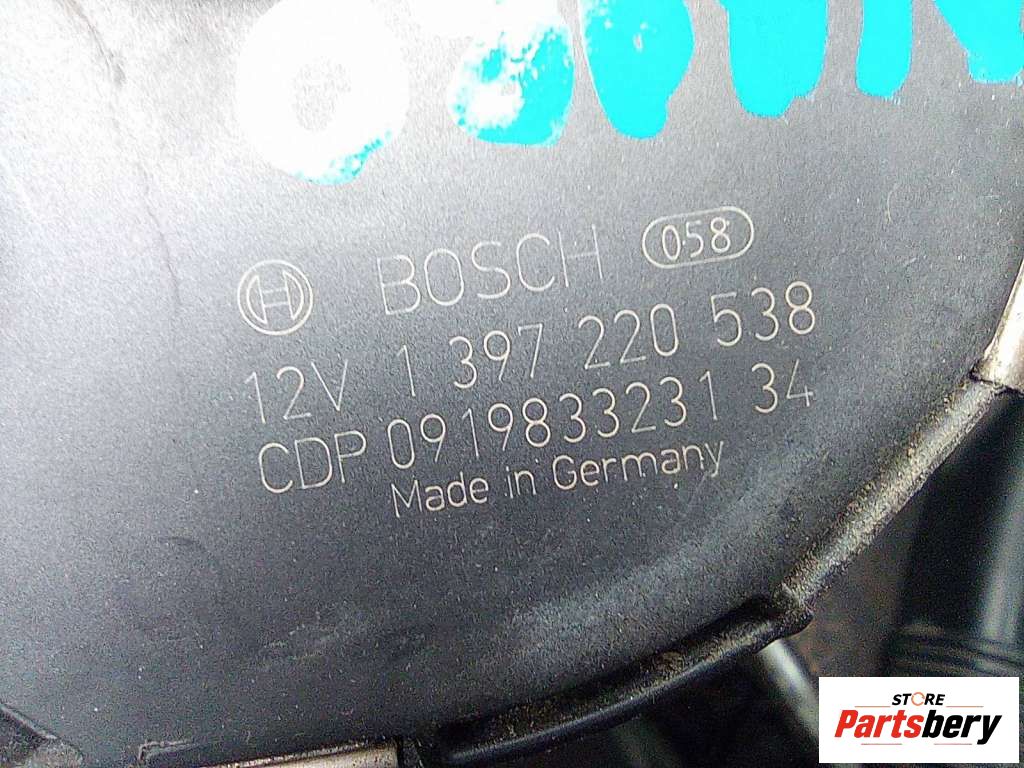 BOSCH 058
12V 1 397 220 538
CDP 0919833231 34
Made in Germany
STORE
Partsbery